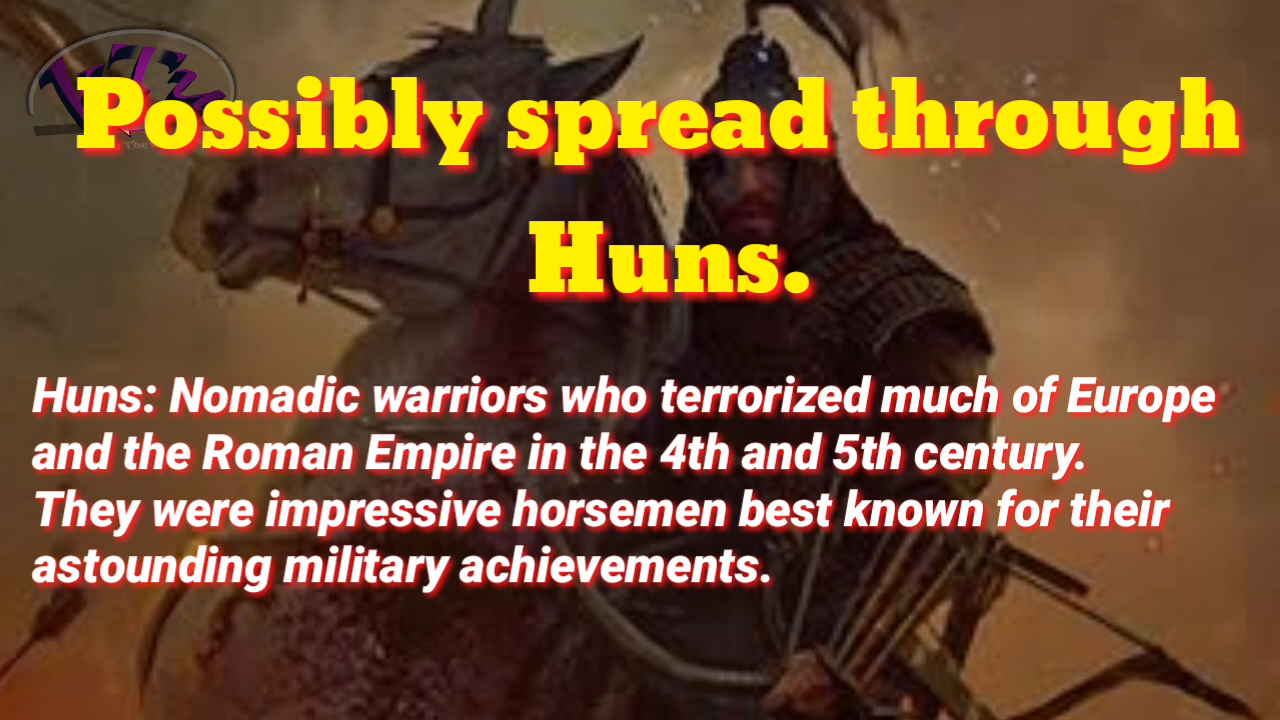 Possibly spread through
Huns.
Huns: Nomadic warriors who terrorized much of Europe
and the Roman Empire in the 4th and 5th century.
They were impressive horsemen best known for their
astounding military achievements.